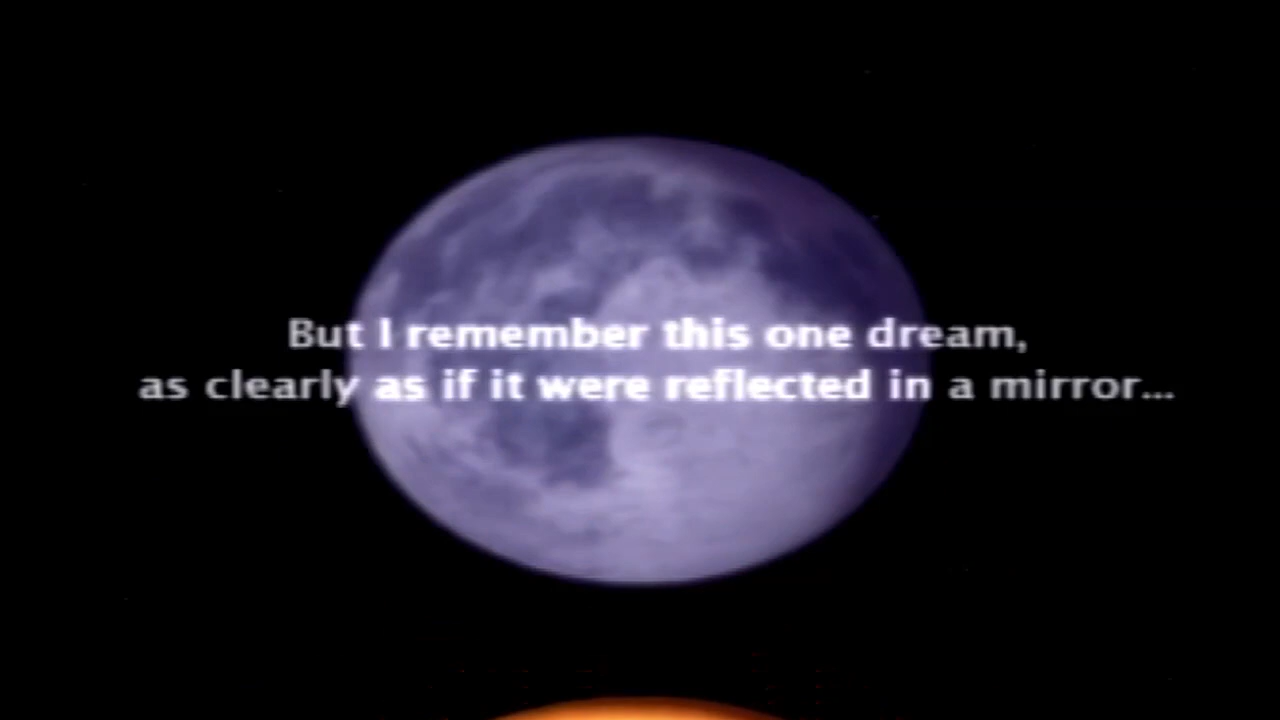 But I remember this one dream,
as clearly as if it were reflected in a mirror...